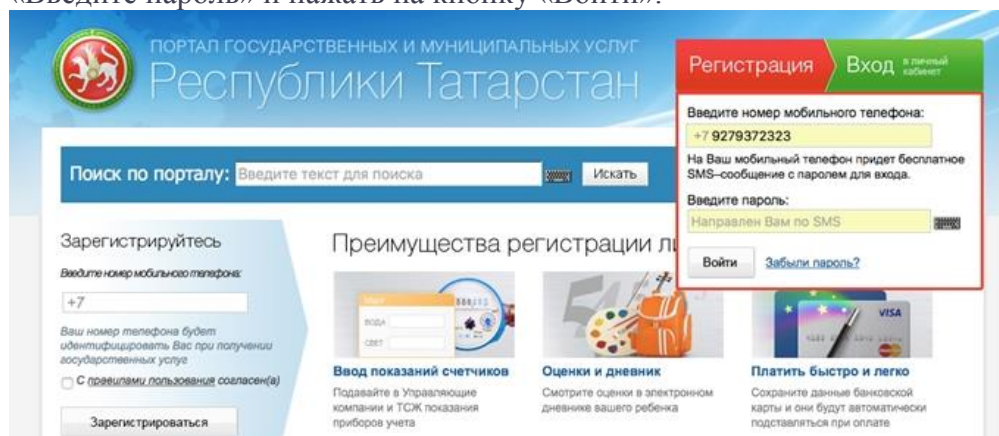 «Введите пароль» и нажать на кнопку «Войти».
ПОРТАЛ ГОСУДАРСТВЕННЫХ И МУНИЦИПАЛЬНЫХ УСЛУГ
Республики Татарстан
Регистрация
Вход в личный кабинет
Введите номер мобильного телефона:
+7 9279372323
На Ваш мобильный телефон придет бесплатное
SMS–сообщение с паролем для входа.
Введите пароль:
Направлен Вам по SMS
Войти
Забыли пароль?
Поиск по порталу:
Введите текст для поиска
Искать
Зарегистрируйтесь
Введите номер мобильного телефона:
+7
Ваш номер телефона будет
идентифицировать Вас при получении
государственных услуг
С правилами пользования согласен(а)
Зарегистрироваться
Преимущества регистрации
ВОДА
СВЕТ
Ввод показаний счетчиков
Подавайте в Управляющие
компании и ТСЖ показания
приборов учета
Оценки и дневник
Смотрите оценки в электронном
дневнике вашего ребенка
VISA
Платить быстро и легко
Сохраните данные банковской
карты и они будут автоматически
подставляться при оплате